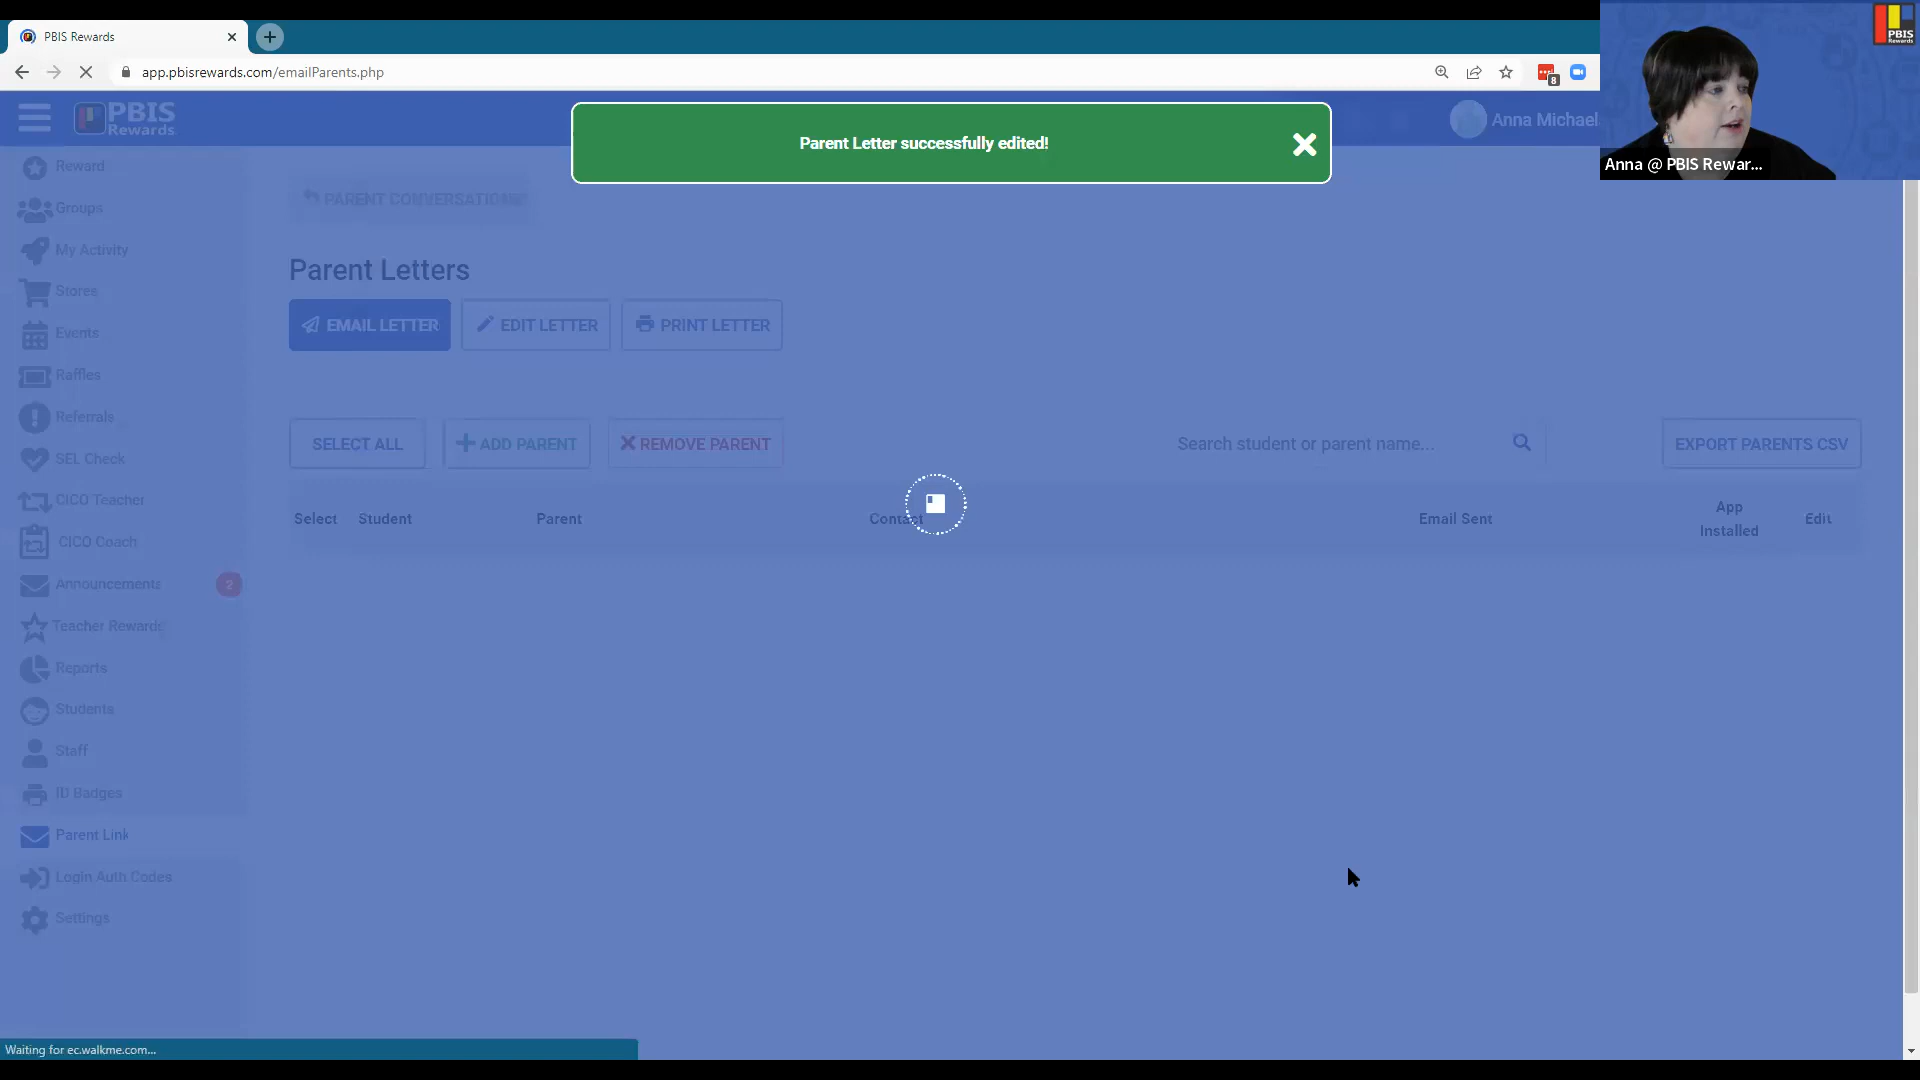 PBIS Rewards
app.pbisrewards.com/emailParents.php
8
PBIS
Rewards
Anna @ PBIS Rewar...
PBIS
Rewards
Parent Letter successfully edited!
Anna Michael
Reward
Groups
My Activity
Stores
Events
Raffles
Referrals
SEL Check
CICO Teacher
CICO Coach
Announcements
2
Teacher Rewards
Reports
Students
Staff
ID Badges
Parent Link
Login Auth Codes
Settings
PARENT CONVERSATIONS
Parent Letters
EMAIL LETTER
EDIT LETTER
PRINT LETTER
SELECT ALL
ADD PARENT
REMOVE PARENT
Search student or parent name...
EXPORT PARENTS CSV
Select
Student
Parent
Contact
Email Sent
App
Installed
Edit
Waiting for ec.walkme.com...